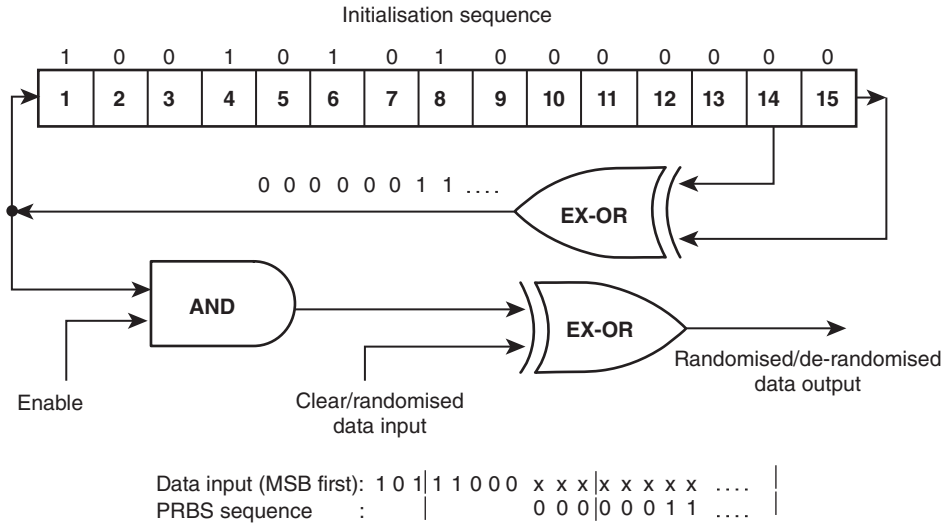 Initialisation sequence
1 0 0 1 0 1 0 1 0 0 0 0 0 0 0
1 2 3 4 5 6 7 8 9 10 11 12 13 14 15
0 0 0 0 0 0 1 1 ....
EX-OR
AND
EX-OR
Randomised/de-randomised
data output
Enable
Clear/randomised
data input
Data input (MSB first): 1 0 1 | 1 1 0 0 0 x x x | x x x x x .... |
PRBS sequence : | 0 0 0 | 0 0 0 1 1 .... |